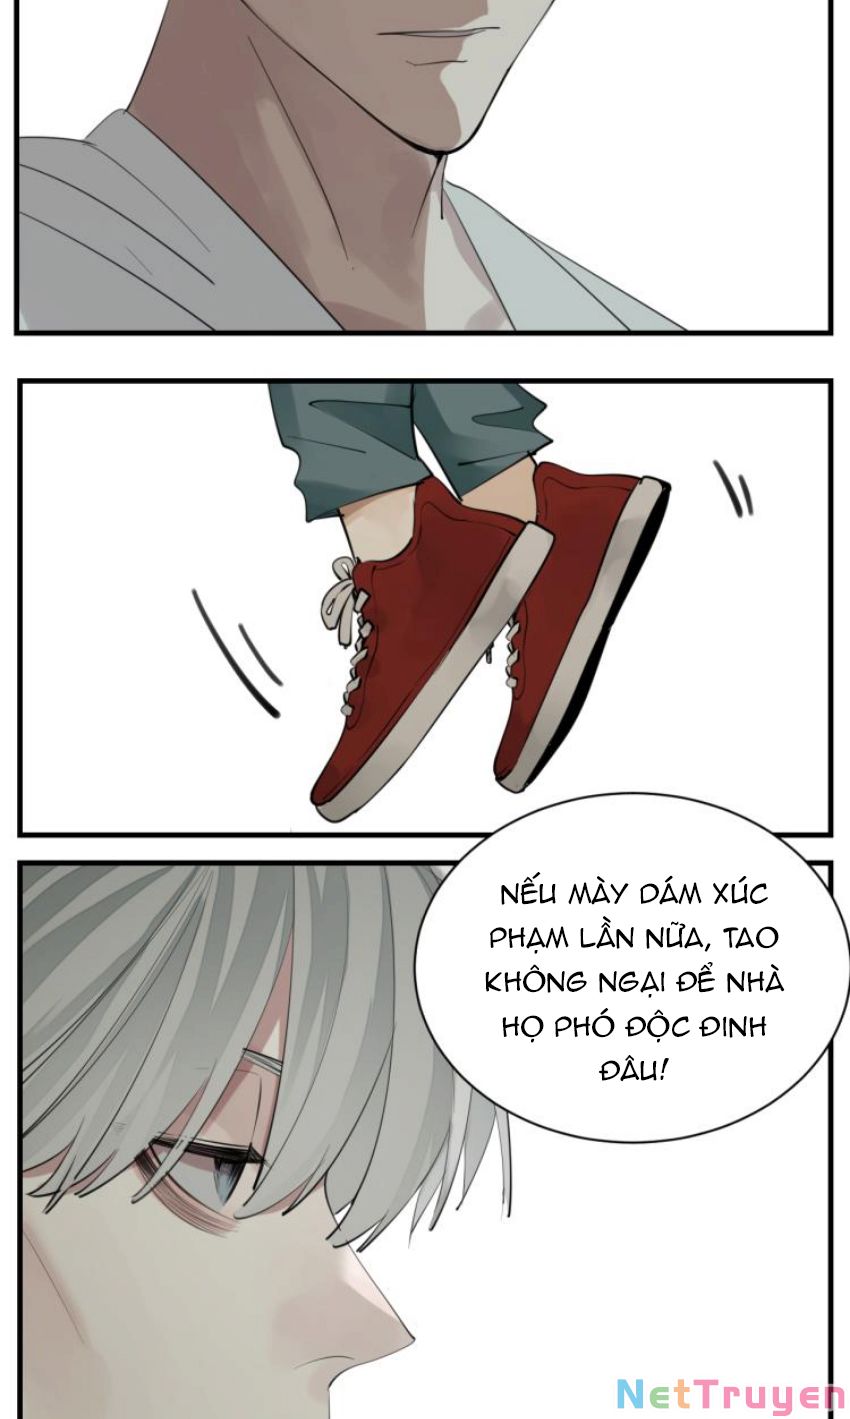 NẾU MÀY DÁM XÚC
PHẠM LẦN NỮA, TAO
KHÔNG NGẠI ĐỂ NHÀ
HỌ PHÓ ĐỘC ĐINH
ĐÂU!
NetTruyen